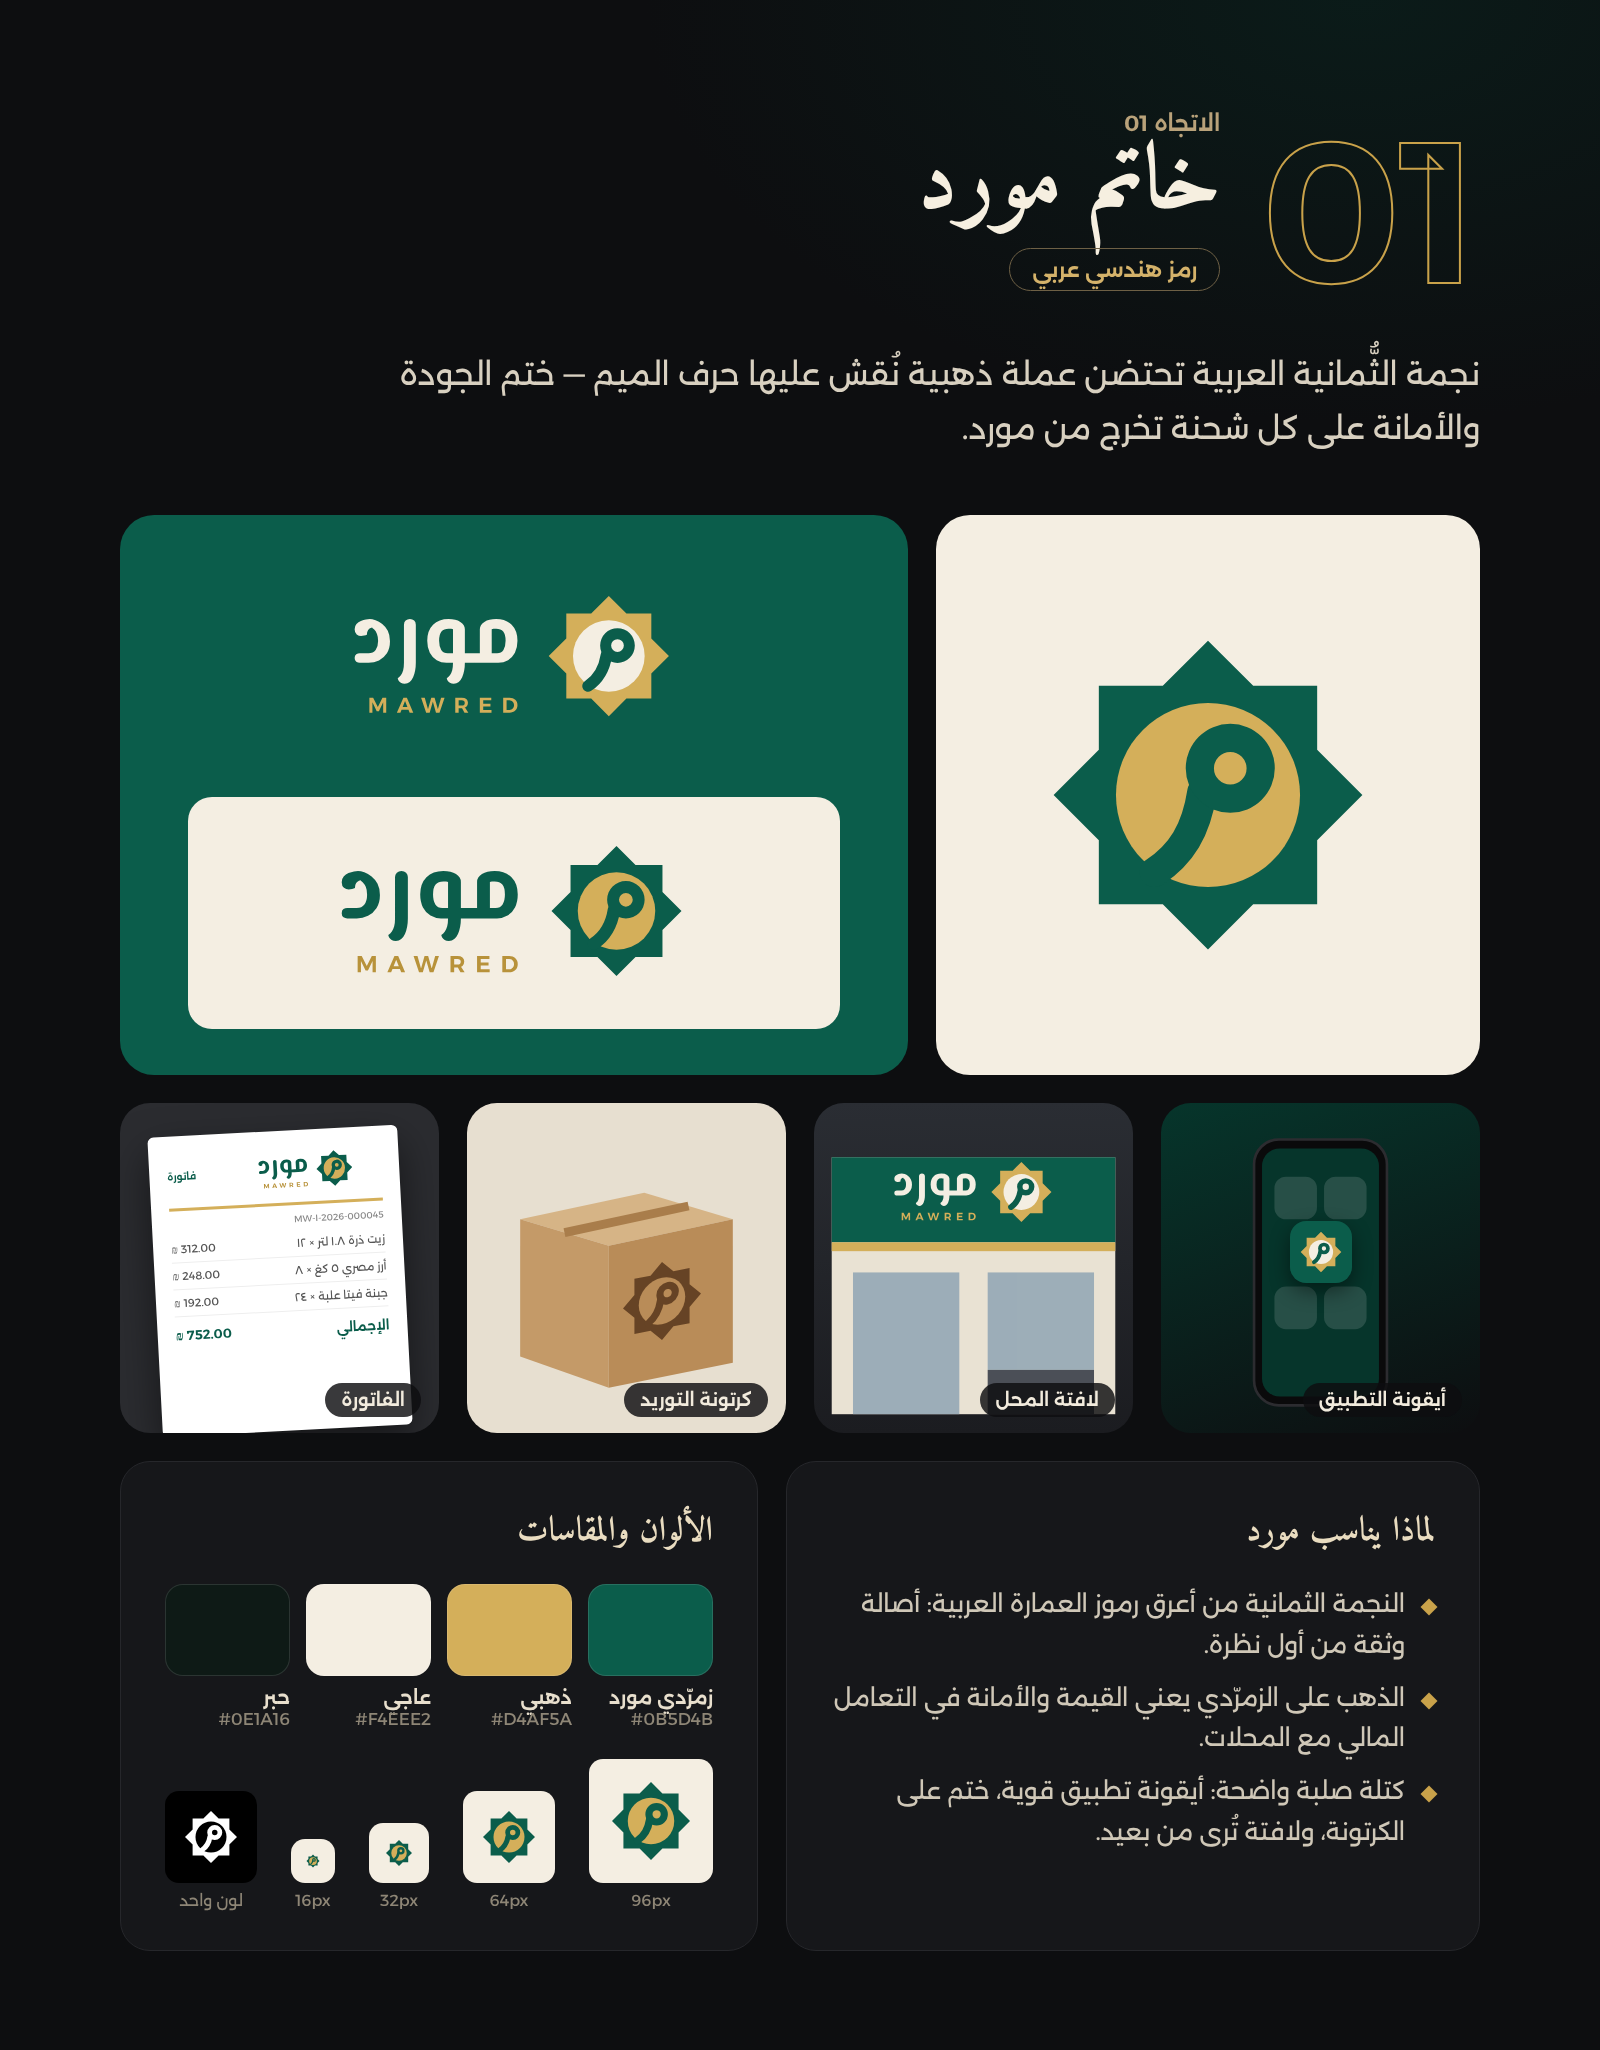 01
الاتجاه 01
خاتم مورد
رمز هندسي عربي
نجمة الثُّمانية العربية تحتضن عملة ذهبية نُقش عليها حرف الميم — ختم الجودة
والأمانة على كل شحنة تخرج من مورد.
مورد
MAWRED
مورد
MAWRED
أيقونة التطبيق
مورد
MAWRED
لافتة المحل
كرتونة التوريد
مورد
MAWRED
فاتورة
MW-I-2026-000045
زيت ذرة ١.٨ لتر × ١٢ 312.00 ₪
أرز مصري ٥ كغ × ٨ 248.00 ₪
جبنة فيتا علبة × ٢٤ 192.00 ₪
الإجمالي 752.00 ₪
الفاتورة
لماذا يناسب مورد
النجمة الثمانية من أعرق رموز العمارة العربية: أصالة
وثقة من أول نظرة.
الذهب على الزمرّدي يعني القيمة والأمانة في التعامل
المالي مع المحلات.
كتلة صلبة واضحة: أيقونة تطبيق قوية، ختم على
الكرتونة، ولافتة تُرى من بعيد.
الألوان والمقاسات
زمرّدي مورد
#0B5D4B
ذهبي
#D4AF5A
عاجي
#F4EEE2
حبر
#0E1A16
96px
64px
32px
16px
لون واحد